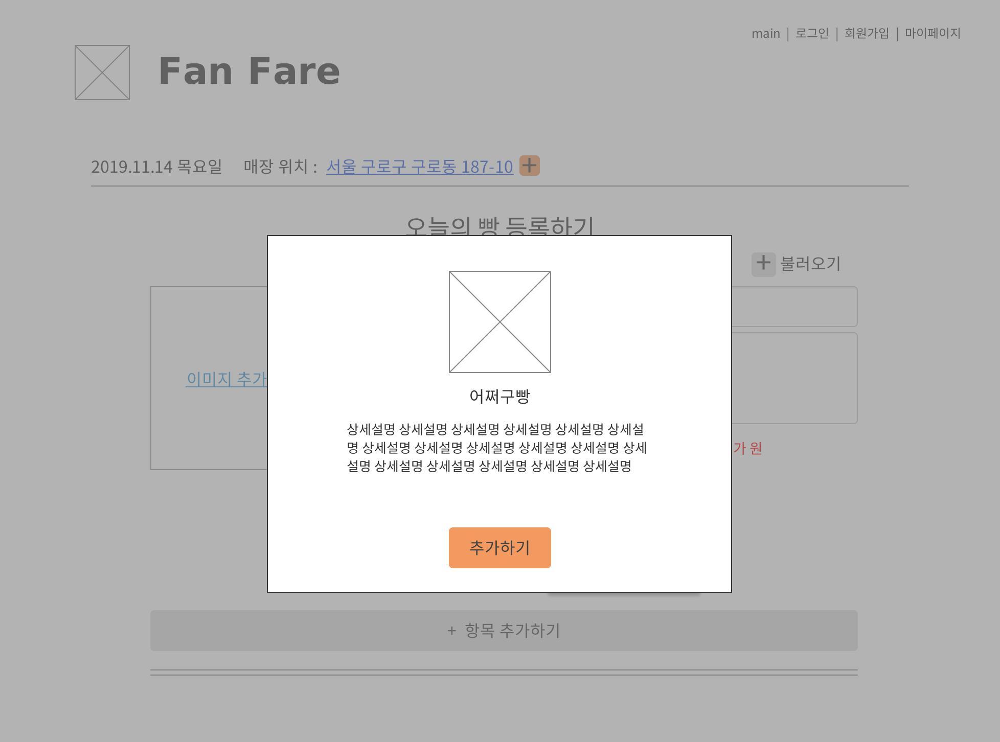 main | 로그인 | 회원가입 | 마이페이지
Fan Fare
2019.11.14 목요일 매장 위치 : 서울 구로구 구로동 187-10 +
오늘의 빵 등록하기
+ 불러오기
이미지 추가
어쩌구빵
상세설명 상세설명 상세설명 상세설명 상세설명 상세설
명 상세설명 상세설명 상세설명 상세설명 상세설명 상세
설명 상세설명 상세설명 상세설명 상세설명 상세설명
가 원
추가하기
+ 항목 추가하기